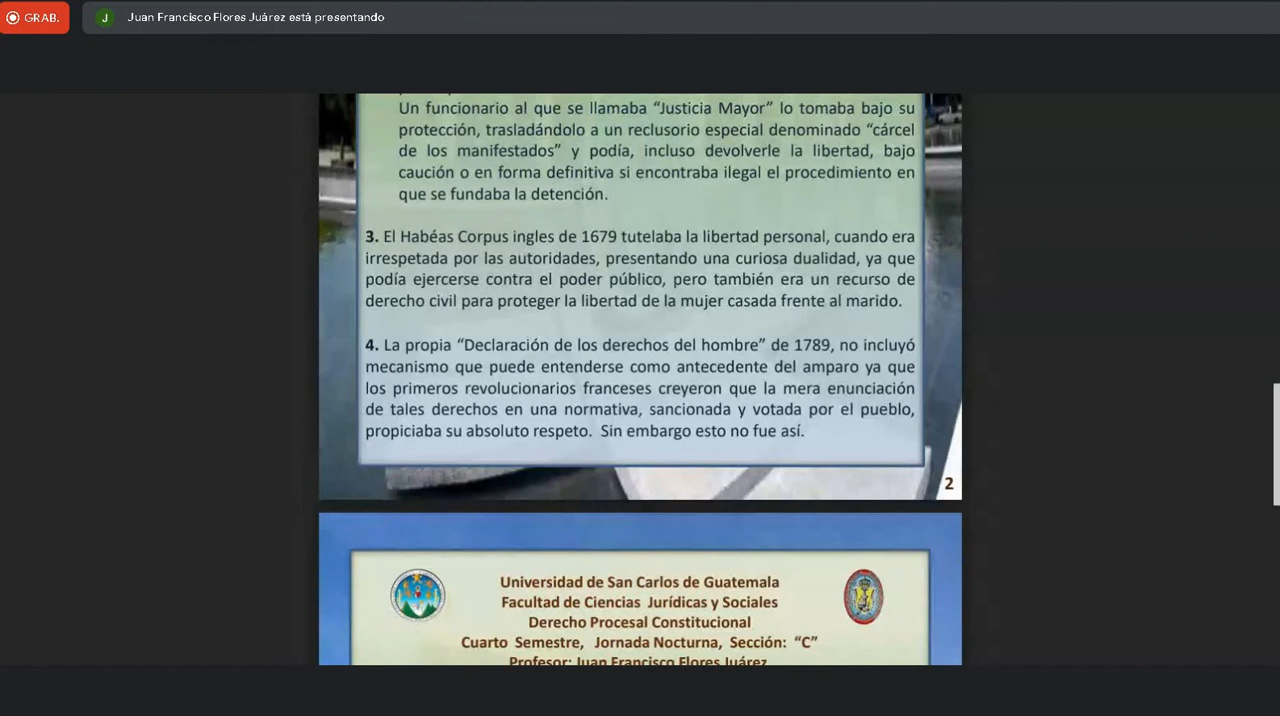 GRAB.
J
Juan Francisco Flores Juárez está presentando
Un funcionario al que se llamaba “Justicia Mayor” lo tomaba bajo su
protección, trasladándolo a un reclusorio especial denominado “cárcel
de los manifestados” y podía, incluso devolverle la libertad, bajo
caución o en forma definitiva si encontraba ilegal el procedimiento en
que se fundaba la detención.
3. El Habéas Corpus ingles de 1679 tutelaba la libertad personal, cuando era
irrespetada por las autoridades, presentando una curiosa dualidad, ya que
podía ejercerse contra el poder público, pero también era un recurso de
derecho civil para proteger la libertad de la mujer casada frente al marido.
4. La propia “Declaración de los derechos del hombre” de 1789, no incluyó
mecanismo que puede entenderse como antecedente del amparo ya que
los primeros revolucionarios franceses creyeron que la mera enunciación
de tales derechos en una normativa, sancionada y votada por el pueblo,
propiciaba su absoluto respeto. Sin embargo esto no fue así.
2
Universidad de San Carlos de Guatemala
Facultad de Ciencias Jurídicas y Sociales
Derecho Procesal Constitucional
Cuarto Semestre, Jornada Nocturna, Sección: “C”
Profesor: Juan Francisco Flores Juárez